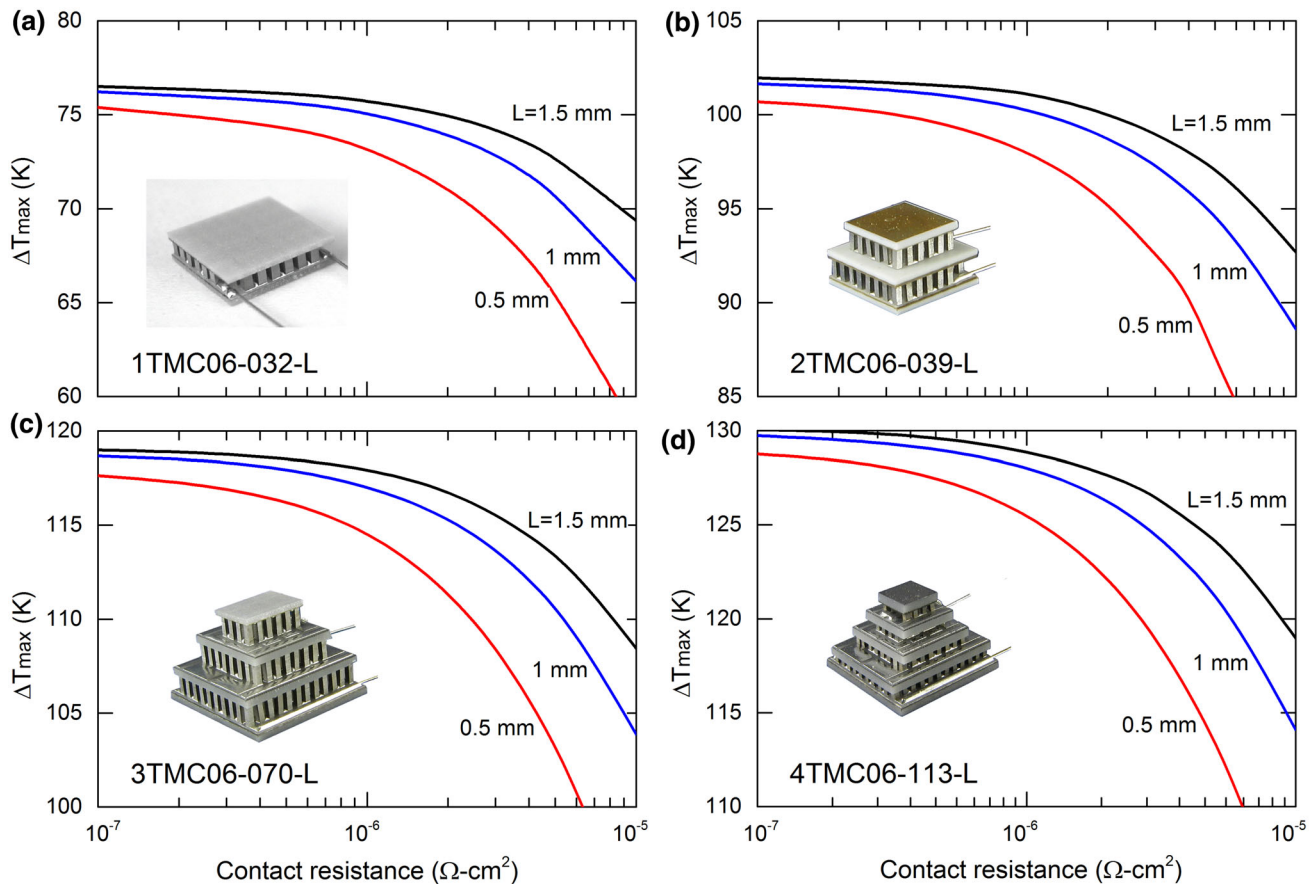 (a)
80
75
70
65
60
ΔTmax (K)
L=1.5 mm
1 mm
0.5 mm
1TMC06-032-L
(b)
105
100
95
90
85
ΔTmax (K)
L=1.5 mm
1 mm
0.5 mm
2TMC06-039-L
(c)
120
115
110
105
100
ΔTmax (K)
L=1.5 mm
1 mm
0.5 mm
3TMC06-070-L
10⁻⁷ 10⁻⁶ 10⁻⁵
Contact resistance (Ω-cm²)
(d)
130
125
120
115
110
ΔTmax (K)
L=1.5 mm
1 mm
0.5 mm
4TMC06-113-L
10⁻⁷ 10⁻⁶ 10⁻⁵
Contact resistance (Ω-cm²)